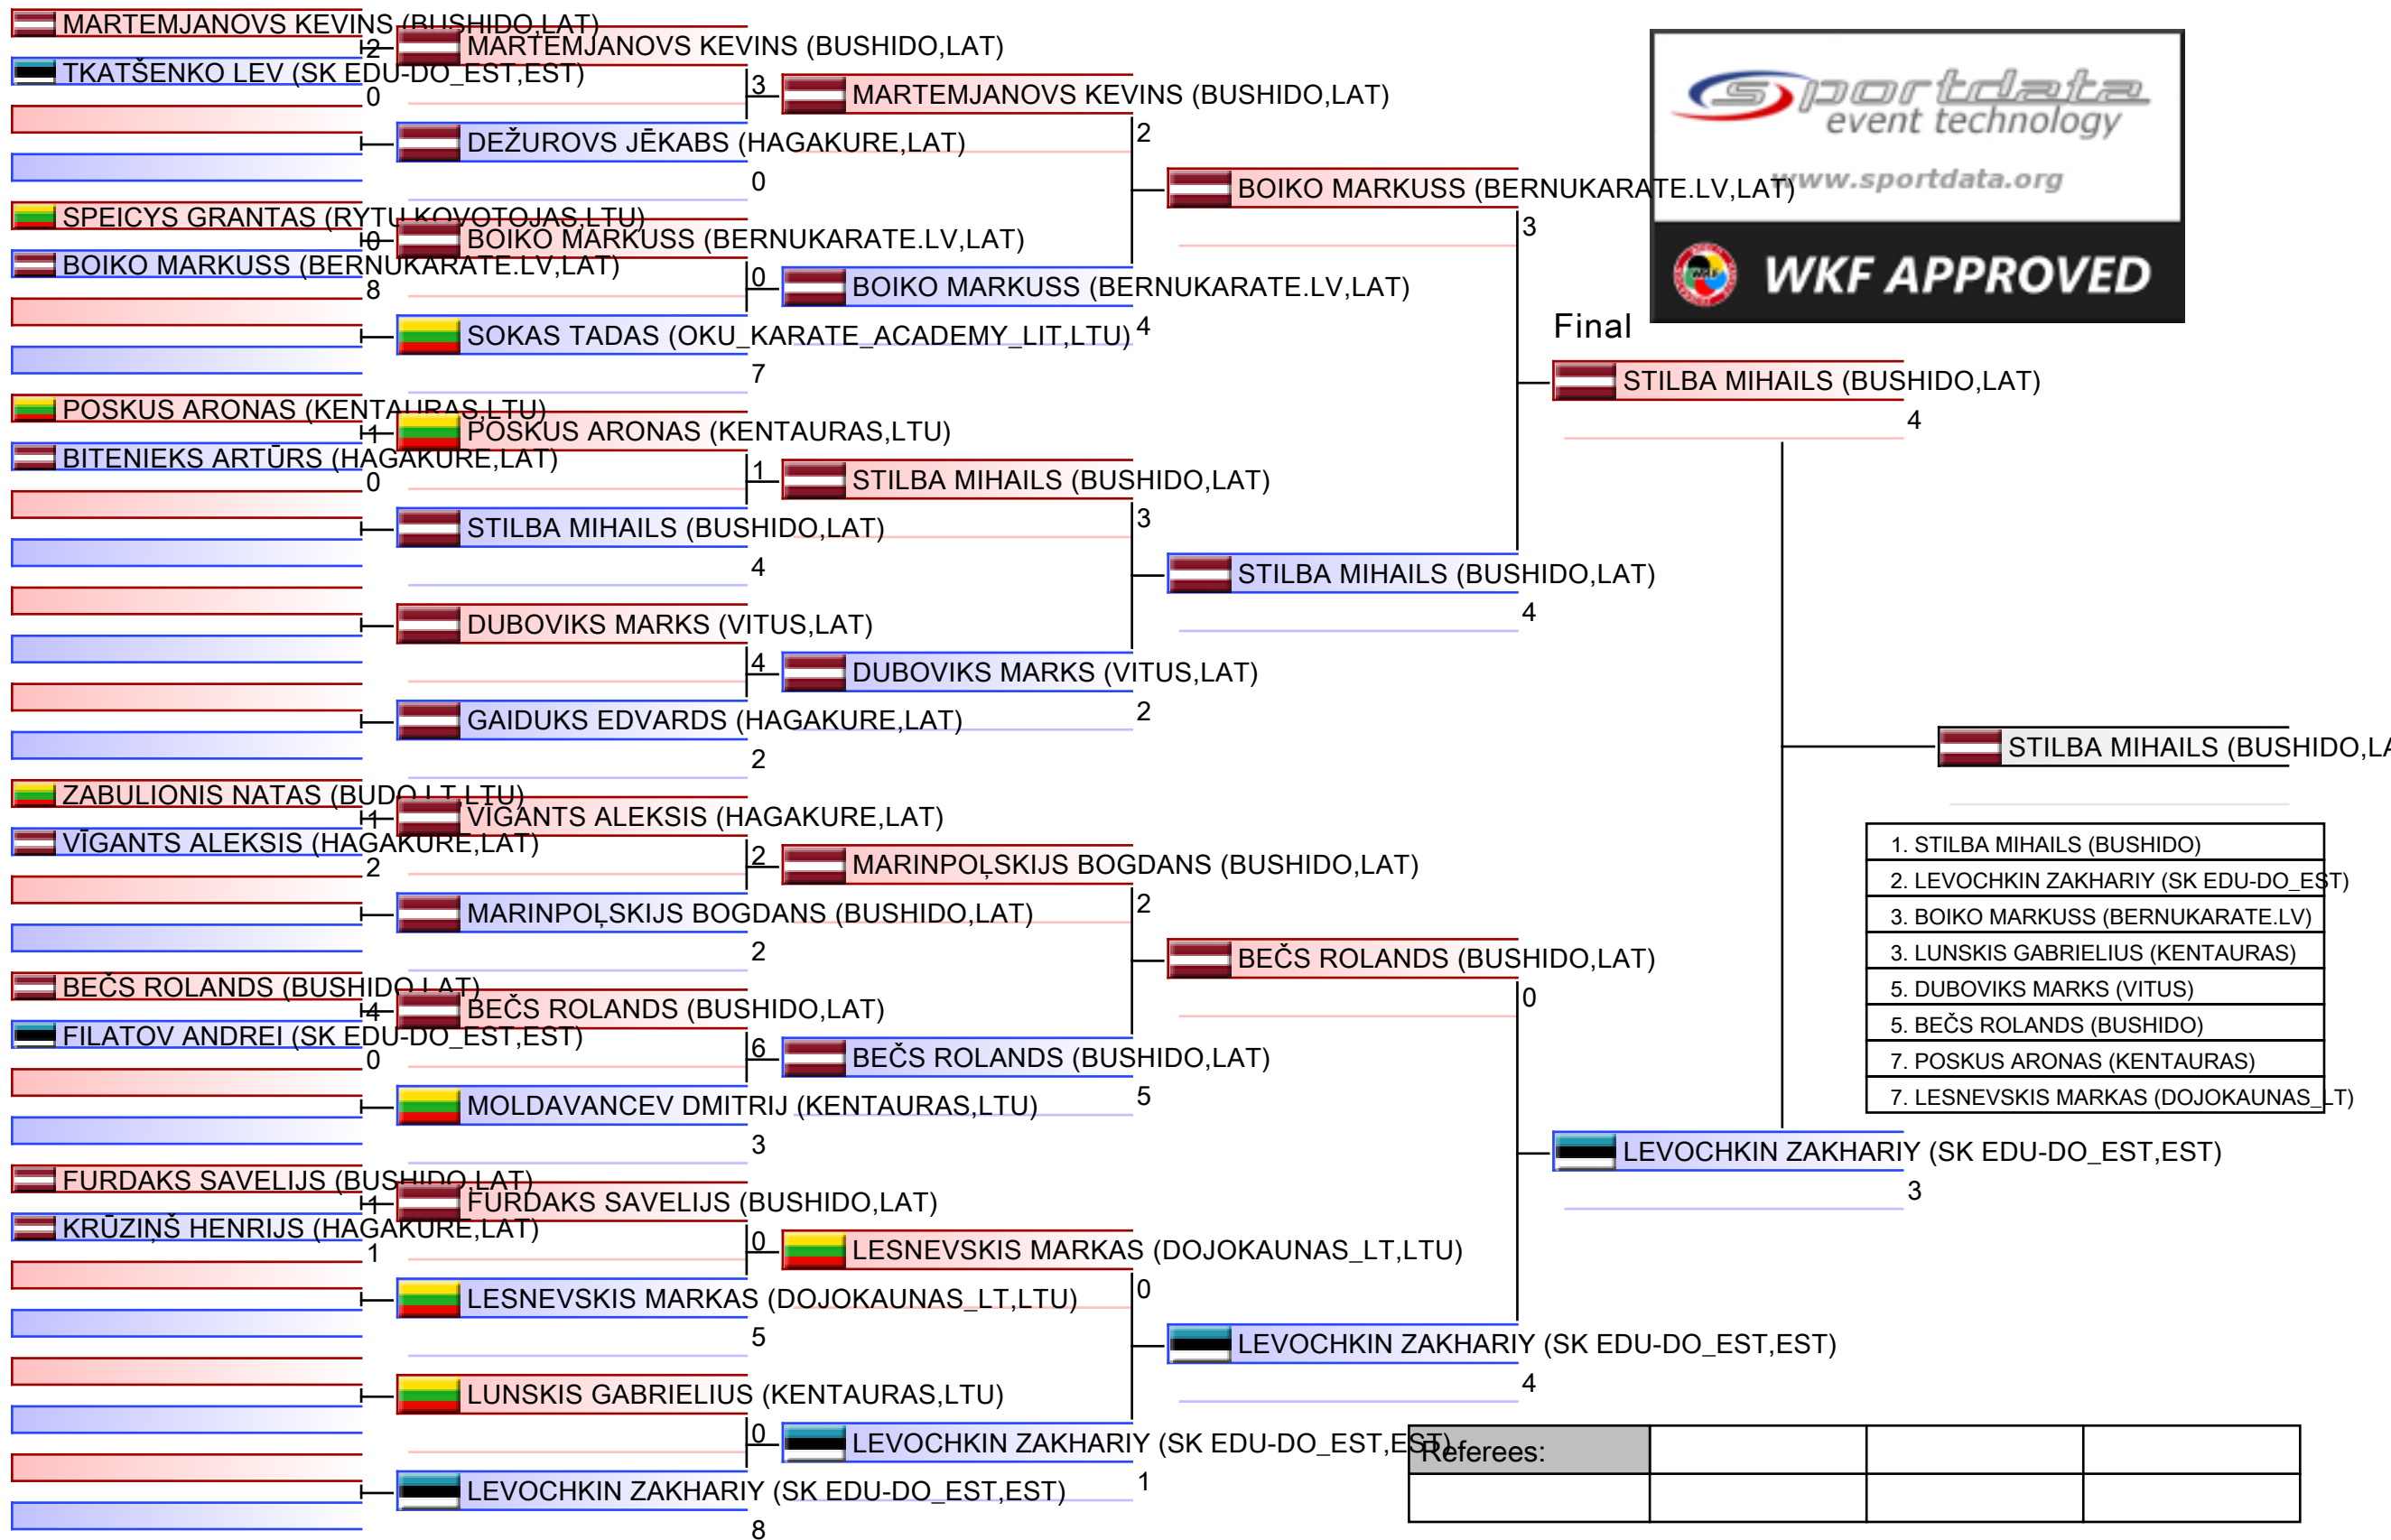 MARTEMJANOVS KEVINS (BUSHIDO,LAT)
2
TKATŠENKO LEV (SK EDU-DO_EST,EST)
0
SPEICYS GRANTAS (RYTU KOVOTOJAS,LTU)
0
BOIKO MARKUSS (BERNUKARATE.LV,LAT)
8
POSKUS ARONAS (KENTAURAS,LTU)
1
BITENIEKS ARTŪRS (HAGAKURE,LAT)
0
ZABULIONIS NATAS (BUDO.LT,LTU)
1
VĪGANTS ALEKSIS (HAGAKURE,LAT)
2
BEČS ROLANDS (BUSHIDO,LAT)
4
FILATOV ANDREI (SK EDU-DO_EST,EST)
0
FURDAKS SAVELIJS (BUSHIDO,LAT)
1
KRŪZIŅŠ HENRIJS (HAGAKURE,LAT)
1
MARTEMJANOVS KEVINS (BUSHIDO,LAT)
3
DEŽUROVS JĒKABS (HAGAKURE,LAT)
0
BOIKO MARKUSS (BERNUKARATE.LV,LAT)
0
SOKAS TADAS (OKU_KARATE_ACADEMY_LIT,LTU)
7
POSKUS ARONAS (KENTAURAS,LTU)
1
STILBA MIHAILS (BUSHIDO,LAT)
4
DUBOVIKS MARKS (VITUS,LAT)
4
GAIDUKS EDVARDS (HAGAKURE,LAT)
2
VĪGANTS ALEKSIS (HAGAKURE,LAT)
2
MARINPOĻSKIJS BOGDANS (BUSHIDO,LAT)
2
BEČS ROLANDS (BUSHIDO,LAT)
6
MOLDAVANCEV DMITRIJ (KENTAURAS,LTU)
3
FURDAKS SAVELIJS (BUSHIDO,LAT)
0
LESNEVSKIS MARKAS (DOJOKAUNAS_LT,LTU)
5
LUNSKIS GABRIELIUS (KENTAURAS,LTU)
0
LEVOCHKIN ZAKHARIY (SK EDU-DO_EST,EST)
8
MARTEMJANOVS KEVINS (BUSHIDO,LAT)
2
BOIKO MARKUSS (BERNUKARATE.LV,LAT)
4
STILBA MIHAILS (BUSHIDO,LAT)
3
DUBOVIKS MARKS (VITUS,LAT)
2
MARINPOĻSKIJS BOGDANS (BUSHIDO,LAT)
2
BEČS ROLANDS (BUSHIDO,LAT)
5
LESNEVSKIS MARKAS (DOJOKAUNAS_LT,LTU)
0
LEVOCHKIN ZAKHARIY (SK EDU-DO_EST,EST)
1
BOIKO MARKUSS (BERNUKARATE.LV,LAT)
3
STILBA MIHAILS (BUSHIDO,LAT)
4
BEČS ROLANDS (BUSHIDO,LAT)
0
LEVOCHKIN ZAKHARIY (SK EDU-DO_EST,EST)
4
Final
STILBA MIHAILS (BUSHIDO,LAT)
4
LEVOCHKIN ZAKHARIY (SK EDU-DO_EST,EST)
3
STILBA MIHAILS (BUSHIDO,LA
sportdata
event technology
www.sportdata.org
WKF
WKF APPROVED
1. STILBA MIHAILS (BUSHIDO)
2. LEVOCHKIN ZAKHARIY (SK EDU-DO_EST)
3. BOIKO MARKUSS (BERNUKARATE.LV)
3. LUNSKIS GABRIELIUS (KENTAURAS)
5. DUBOVIKS MARKS (VITUS)
5. BEČS ROLANDS (BUSHIDO)
7. POSKUS ARONAS (KENTAURAS)
7. LESNEVSKIS MARKAS (DOJOKAUNAS_LT)
Referees: